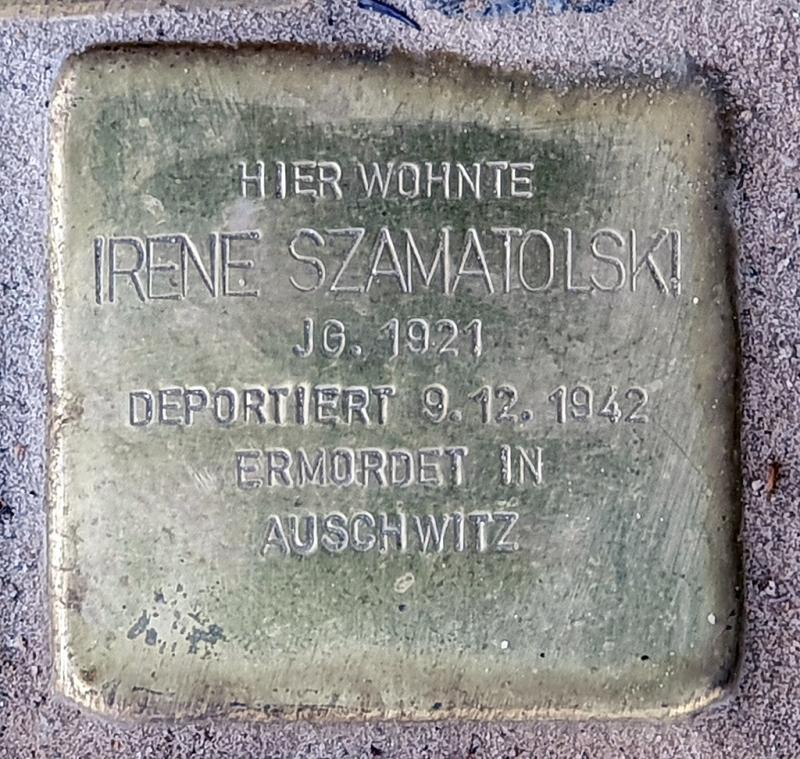 HIER WOHNTE
IRENE SZAMATOLSKI
JG. 1921
DEPORTIERT 9.12.1942
ERMORDET IN
AUSCHWITZ